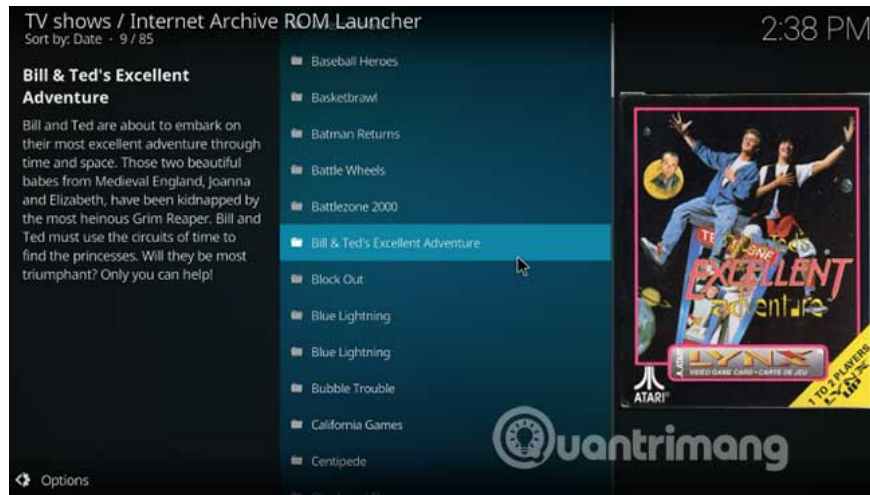 TV shows / Internet Archive ROM Launcher
Sort by: Date · 9 / 85
2:38 PM
Bill & Ted's Excellent
Adventure
Bill and Ted are about to embark on
their most excellent adventure through
time and space. Those two beautiful
babes from Medieval England, Joanna
and Elizabeth, have been kidnapped by
the most heinous Grim Reaper. Bill and
Ted must use the circuits of time to
find the princesses. Will they be most
triumphant? Only you can help!
Baseball Heroes
Basketbrawl
Batman Returns
Battle Wheels
Battlezone 2000
Bill & Ted's Excellent Adventure
Block Out
Blue Lightning
Blue Lightning
Bubble Trouble
California Games
Centipede
EXCELLENT
adventure
ATARI
LYNX
VIDEO GAME CARD • CARTE DE JEU
ATARI
1 TO 2 PLAYERS
LYNX
UP
Quantrimang
Options